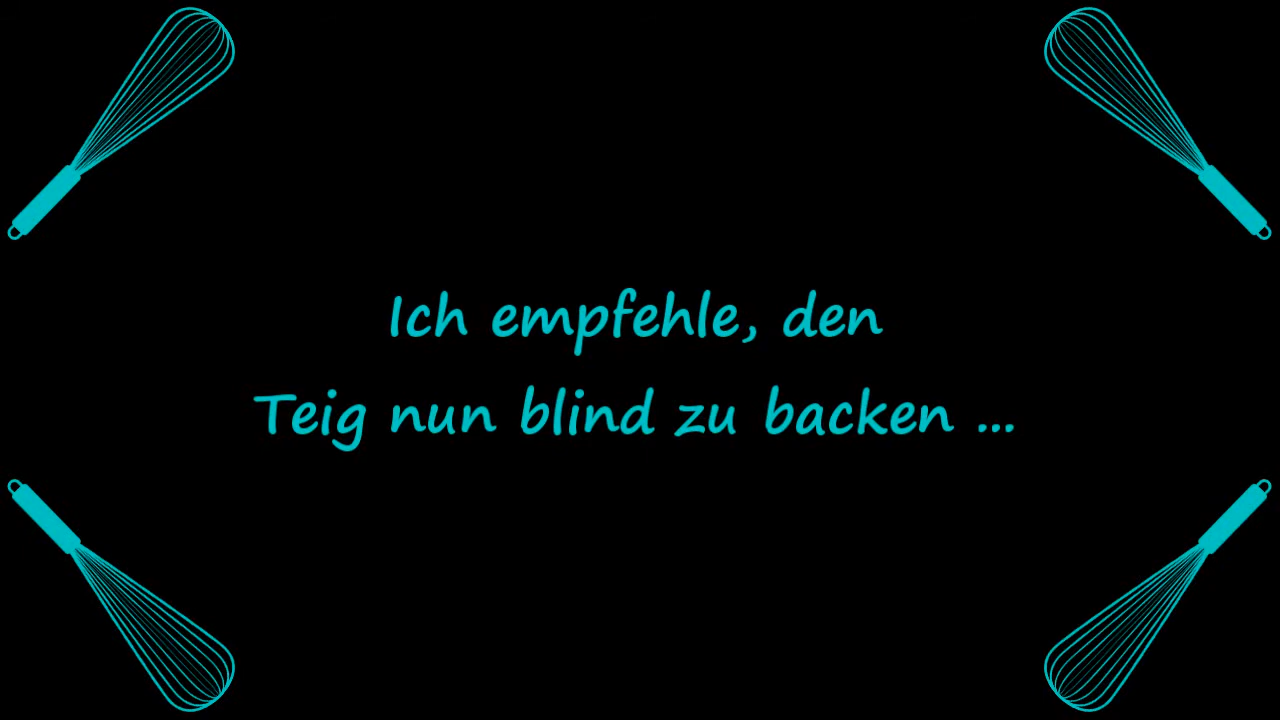 Ich empfehle, den
Teig nun blind zu backen ...